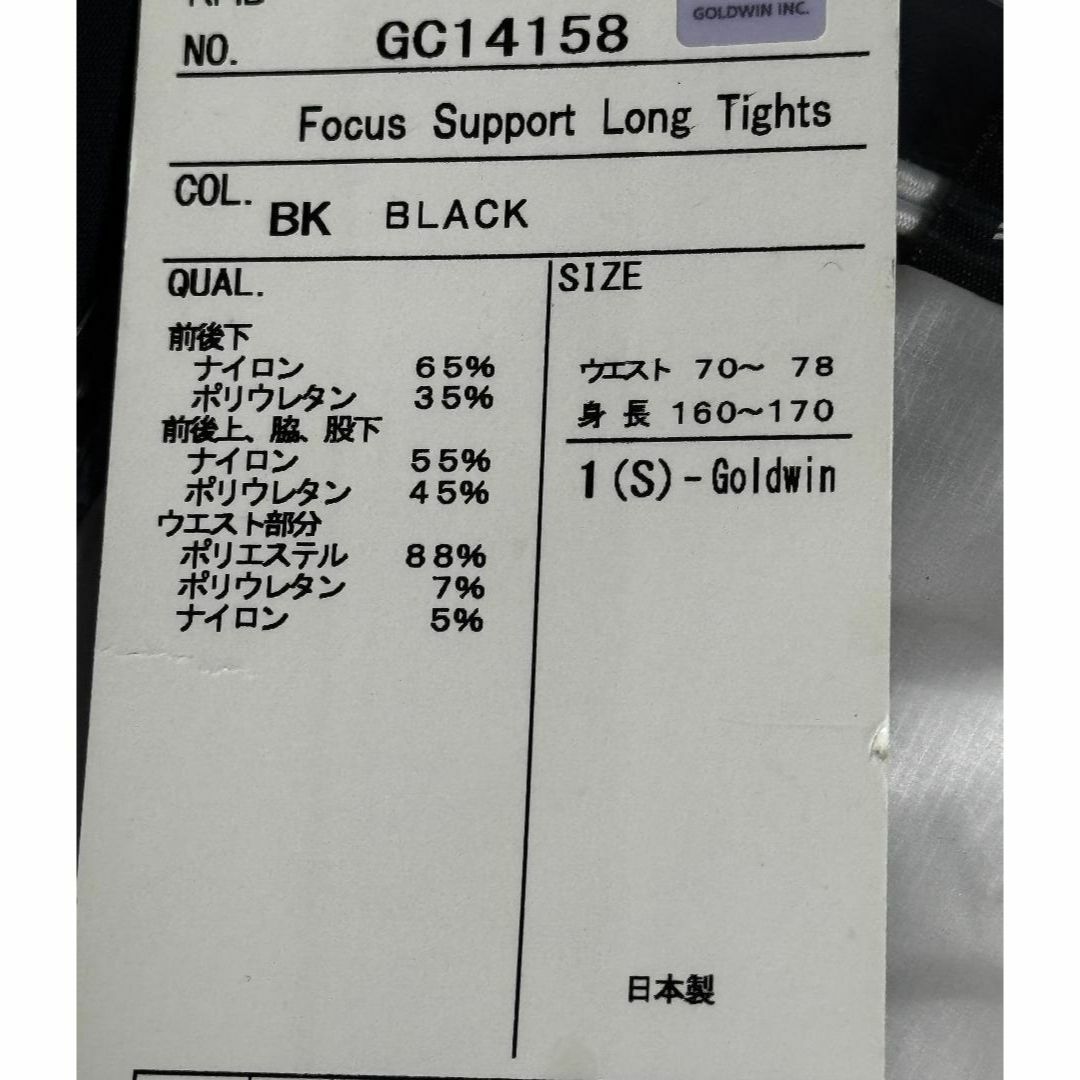 GOLDWIN INC.
NO. GC14158
Focus Support Long Tights
COL. BK BLACK
QUAL.
前後下
ナイロン 65%
ポリウレタン 35%
前後上、脇、股下
ナイロン 55%
ポリウレタン 45%
ウエスト部分
ポリエステル 88%
ポリウレタン 7%
ナイロン 5%
SIZE
ウエスト 70～ 78
身長 160～170
1(S)-Goldwin
日本製